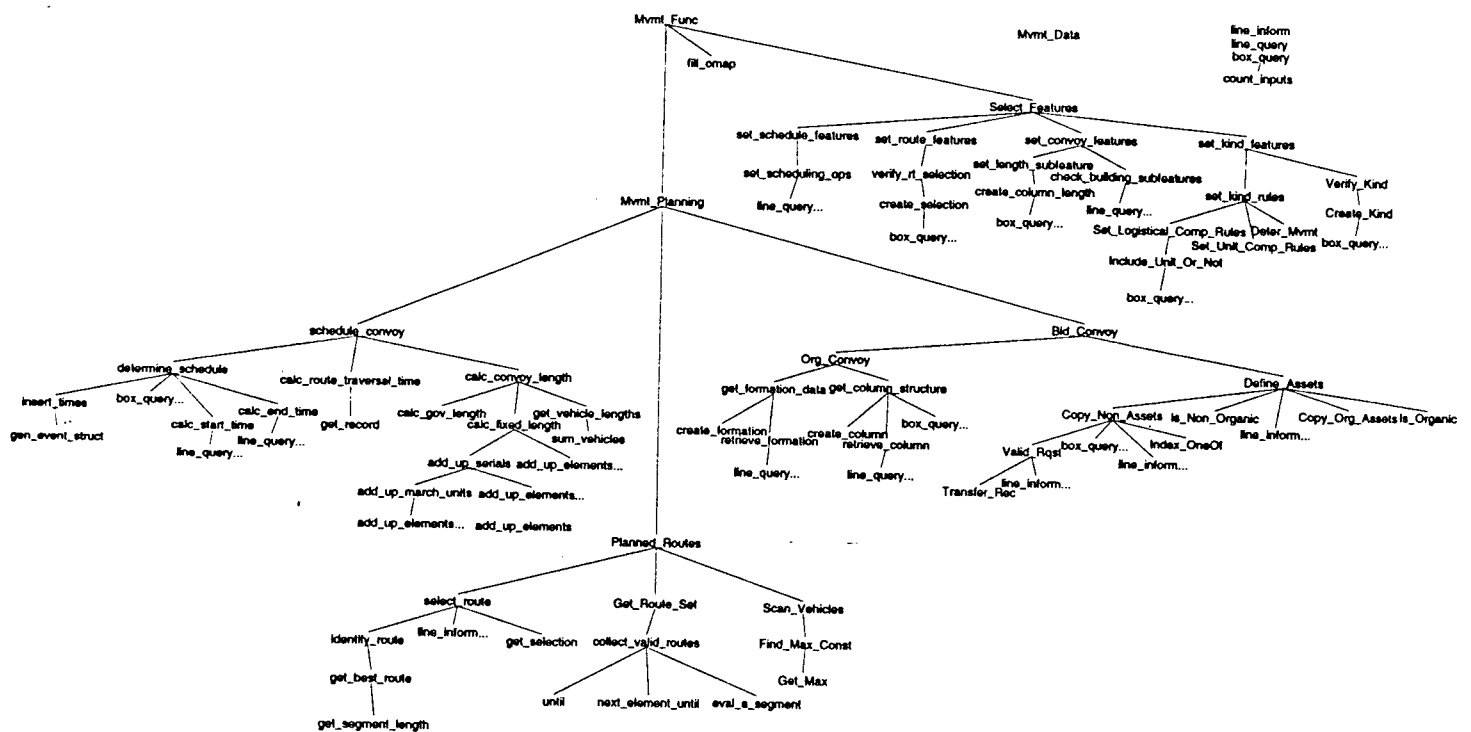 Mvmt_Func
Mvmt_Data
line_inform
line_query
box_query
count_inputs
fill_omap
Select_Features
set_schedule_features
set_route_features
set_convoy_features
set_kind_features
set_scheduling_ops
verify_rt_selection
set_length_subfeature
check_building_subfeatures
Verify_Kind
line_query...
create_selection
create_column_length
line_query...
set_kind_rules
Create_Kind
box_query...
box_query...
Set_Logistical_Comp_Rules
Deter_Mvmt
Set_Unit_Comp_Rules
box_query...
Include_Unit_Or_Not
box_query...
Mvmt_Planning
schedule_convoy
Bld_Convoy
determine_schedule
calc_route_traversal_time
calc_convoy_length
Org_Convoy
Define_Assets
insert_times
box_query...
calc_end_time
calc_start_time
get_record
calc_gov_length
get_vehicle_lengths
calc_fixed_length
get_formation_data
get_column_structure
Copy_Non_Assets
Is_Non_Organic
Copy_Org_Assets
Is_Organic
..
gen_event_struct
line_query...
line_query...
sum_vehicles
create_formation
retrieve_formation
create_column
retrieve_column
box_query...
line_inform...
Valid_Rqst
box_query...
Index_OneOf
line_inform...
add_up_serials
add_up_elements...
line_query...
line_query...
Transfer_Rec
line_inform...
add_up_march_units
add_up_elements...
add_up_elements...
add_up_elements
Planned_Routes
select_route
Get_Route_Set
Scan_Vehicles
identify_route
line_inform...
get_selection
collect_valid_routes
Find_Max_Const
get_best_route
Get_Max
until
next_element_until
eval_a_segment
get_segment_length